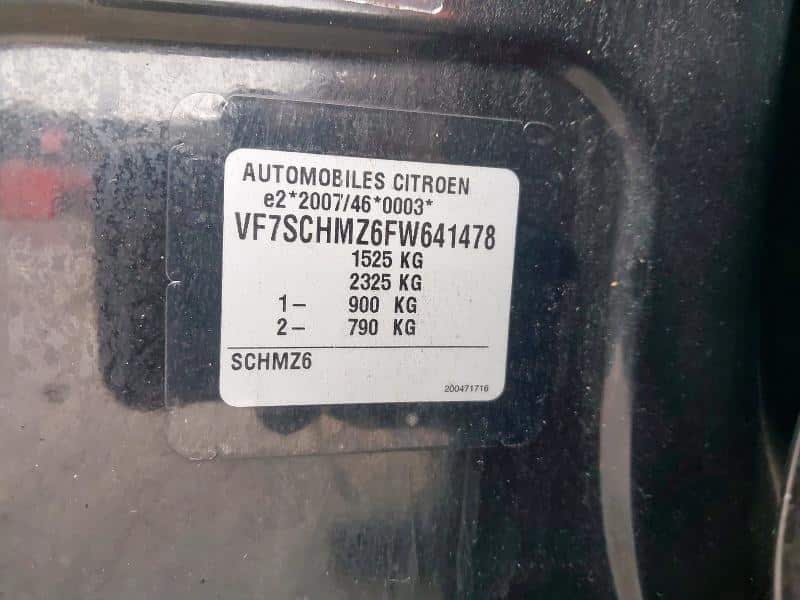 AUTOMOBILES CITROEN
e2*2007/46*0003*
VF7SCHMZ6FW641478
1525 KG
2325 KG
1- 900 KG
2- 790 KG
SCHMZ6
200471716